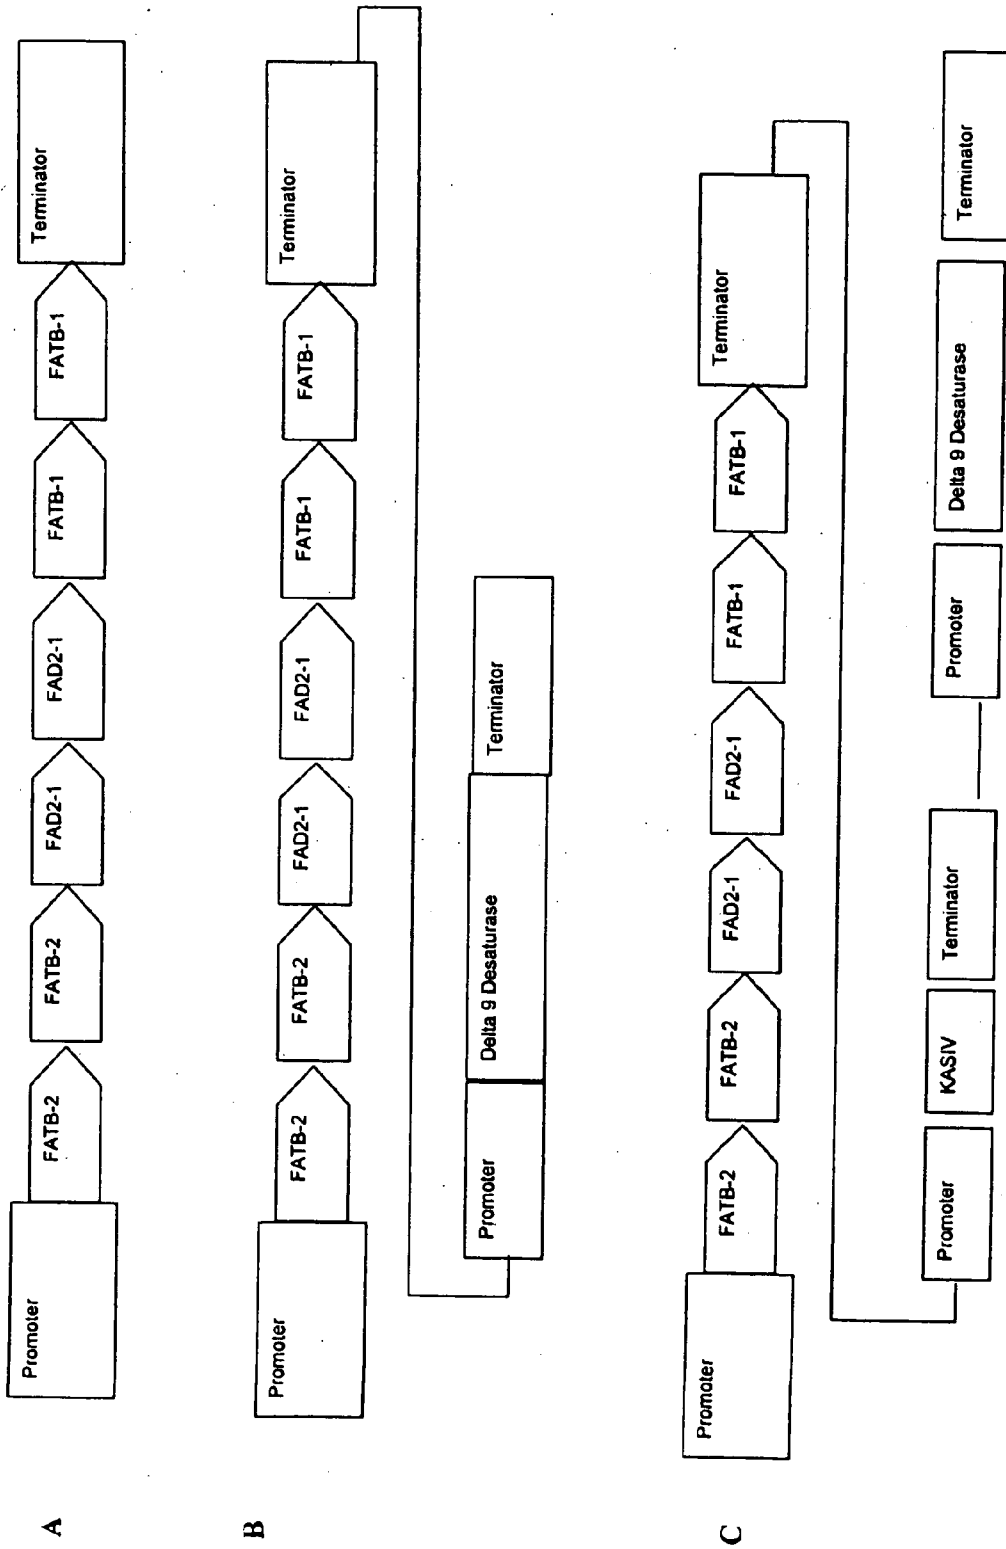 A
Promoter
FATB-2
FATB-2
FAD2-1
FAD2-1
FATB-1
FATB-1
Terminator
B
Promoter
FATB-2
FATB-2
FAD2-1
FAD2-1
FATB-1
FATB-1
Terminator
Promoter
Delta 9 Desaturase
Terminator
C
Promoter
FATB-2
FATB-2
FAD2-1
FAD2-1
FATB-1
FATB-1
Terminator
Promoter
KASIV
Terminator
Promoter
Delta 9 Desaturase
Terminator